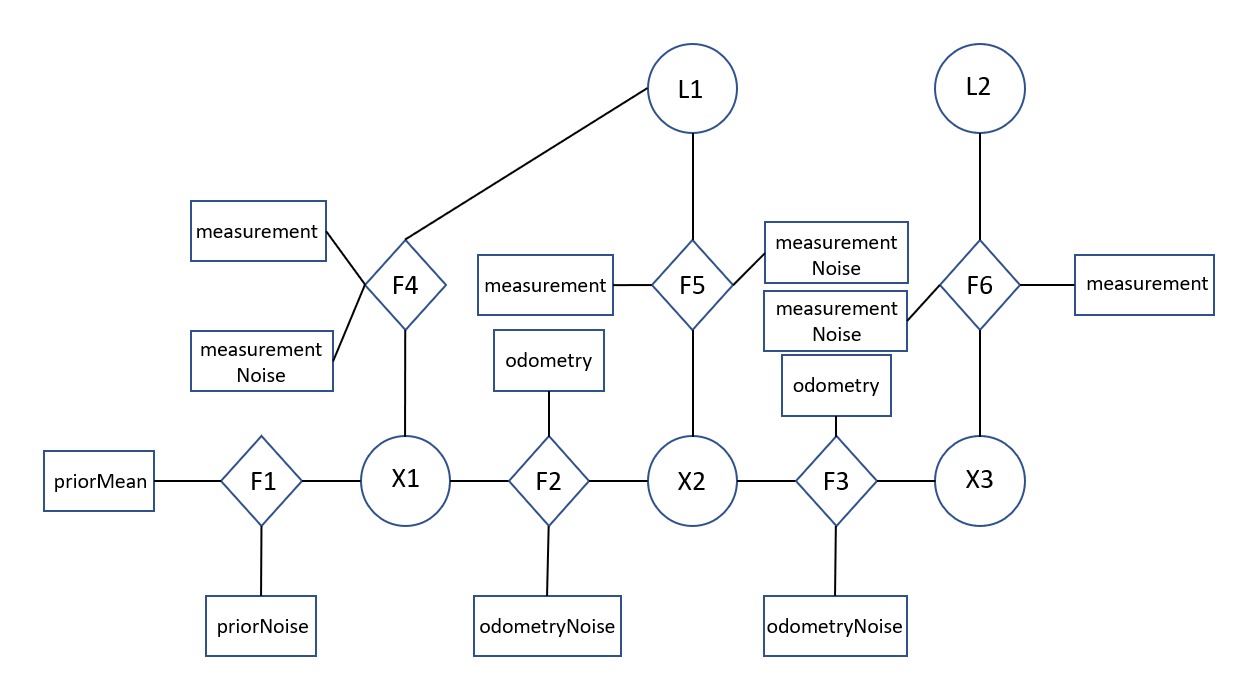 L1
L2
measurement
measurement
Noise
F4
measurement
F5
measurement
Noise
F6
measurement
measurement
Noise
odometry
odometry
priorMean
F1
X1
F2
X2
F3
X3
priorNoise
odometryNoise
odometryNoise